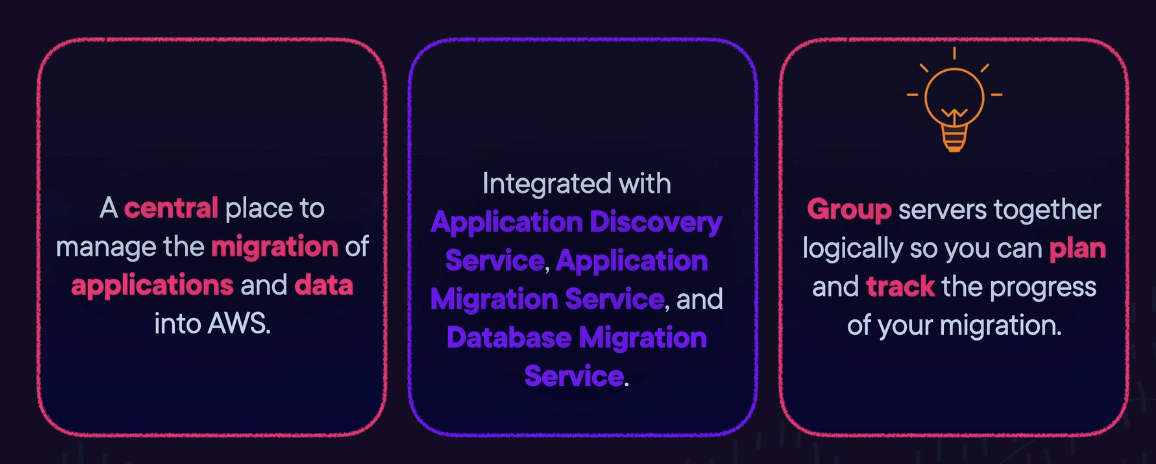 A central place to
manage the migration of
applications and data
into AWS.
Integrated with
Application Discovery
Service, Application
Migration Service, and
Database Migration
Service.
Group servers together
logically so you can plan
and track the progress
of your migration.